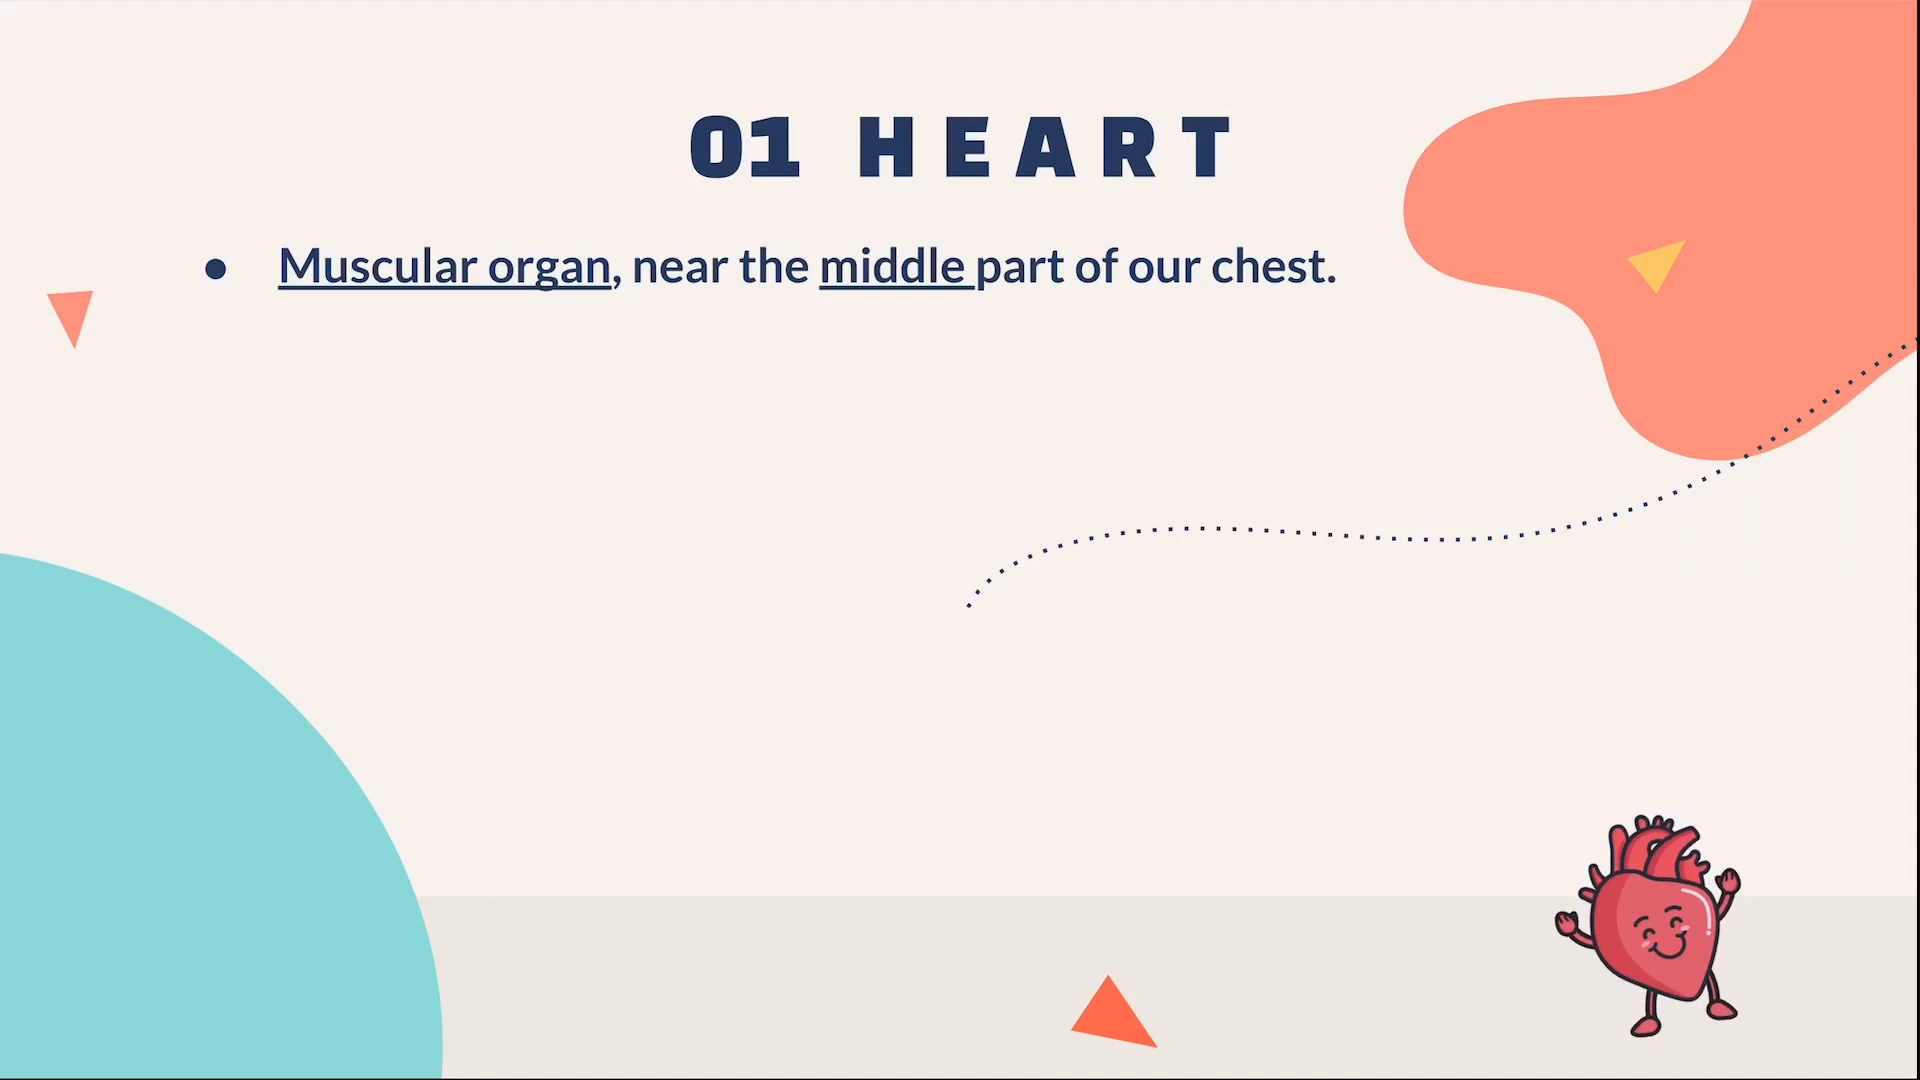 01 HEART
● Muscular organ, near the middle part of our chest.